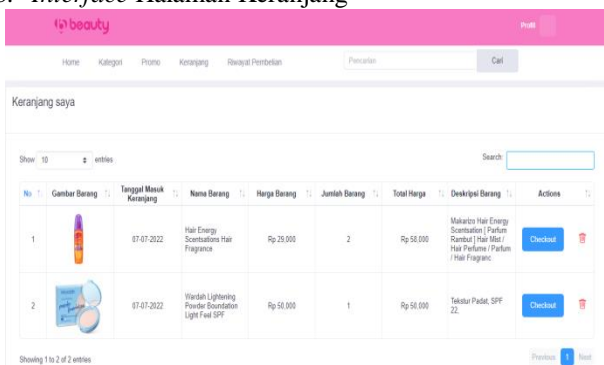 Interface Halaman Keranjang
beauty
Profil
Home Kategori Promo Keranjang Riwayat Pembelian
Pencarian
Cari
Keranjang saya
Show 10 entries
Search:
No Gambar Barang Tanggal Masuk Keranjang Nama Barang Harga Barang Jumlah Barang Total Harga Deskripsi Barang Actions
1
07-07-2022
Hair Energy
Scentsations Hair
Fragrance
Rp 29,000
2
Rp 58.000
Makarizo Hair Energy
Scentsation | Parfum
Rambut | Hair Mist /
Hair Perfume / Parfum
/ Hair Fragranc
Checkout
2
07-07-2022
Wardah Lightening
Powder Boundation
Light Feel SPF
Rp 50,000
1
Rp 50.000
Tekstur Padat, SPF
22.
Checkout
Showing 1 to 2 of 2 entries
Previous 1 Next